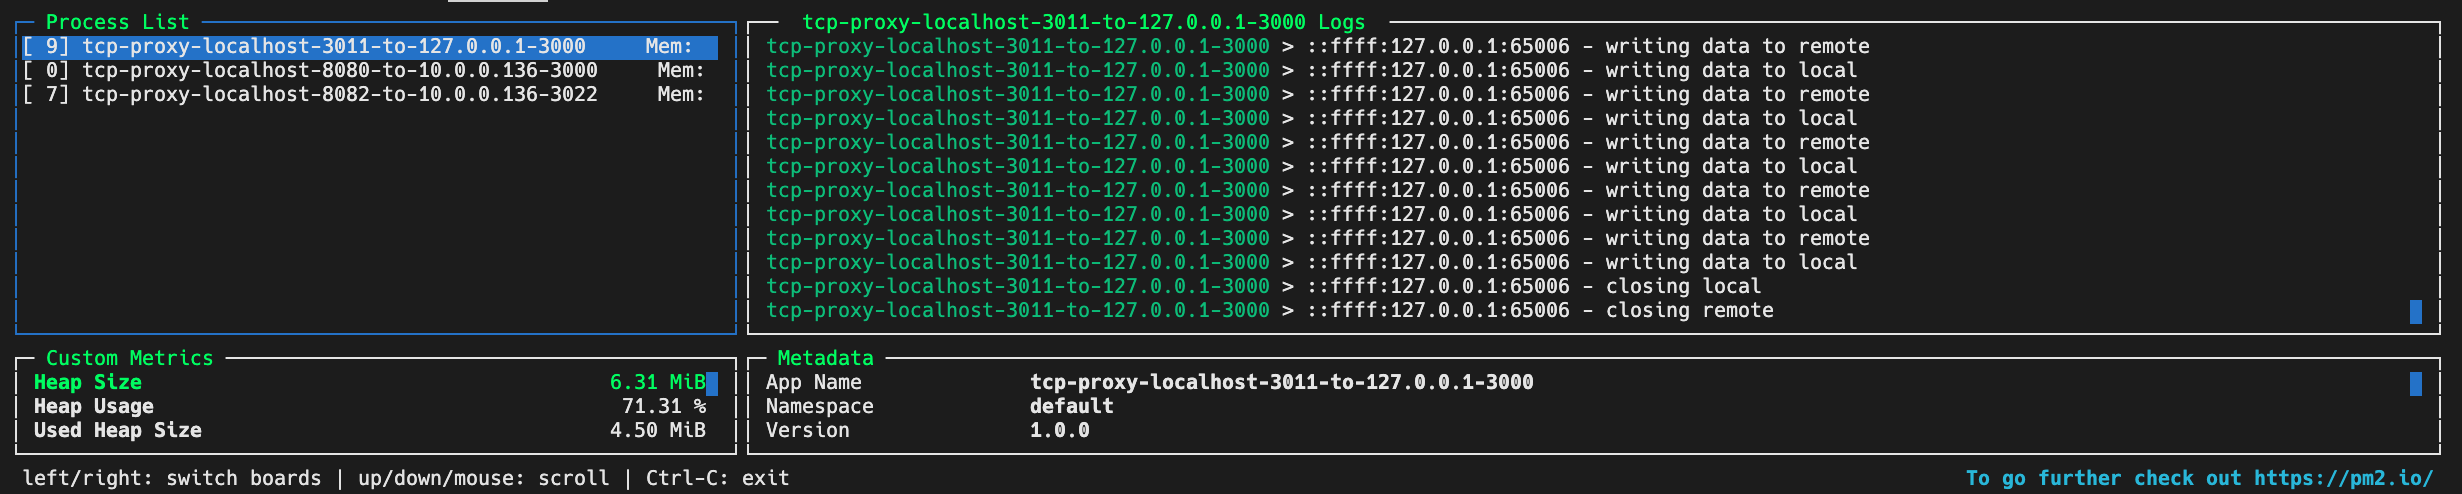 Process List
[ 9] tcp-proxy-localhost-3011-to-127.0.0.1-3000 Mem:
[ 0] tcp-proxy-localhost-8080-to-10.0.0.136-3000 Mem:
[ 7] tcp-proxy-localhost-8082-to-10.0.0.136-3022 Mem:
tcp-proxy-localhost-3011-to-127.0.0.1-3000 Logs
tcp-proxy-localhost-3011-to-127.0.0.1-3000 > ::ffff:127.0.0.1:65006 - writing data to remote
tcp-proxy-localhost-3011-to-127.0.0.1-3000 > ::ffff:127.0.0.1:65006 - writing data to local
tcp-proxy-localhost-3011-to-127.0.0.1-3000 > ::ffff:127.0.0.1:65006 - writing data to remote
tcp-proxy-localhost-3011-to-127.0.0.1-3000 > ::ffff:127.0.0.1:65006 - writing data to local
tcp-proxy-localhost-3011-to-127.0.0.1-3000 > ::ffff:127.0.0.1:65006 - writing data to remote
tcp-proxy-localhost-3011-to-127.0.0.1-3000 > ::ffff:127.0.0.1:65006 - writing data to local
tcp-proxy-localhost-3011-to-127.0.0.1-3000 > ::ffff:127.0.0.1:65006 - writing data to remote
tcp-proxy-localhost-3011-to-127.0.0.1-3000 > ::ffff:127.0.0.1:65006 - writing data to local
tcp-proxy-localhost-3011-to-127.0.0.1-3000 > ::ffff:127.0.0.1:65006 - writing data to remote
tcp-proxy-localhost-3011-to-127.0.0.1-3000 > ::ffff:127.0.0.1:65006 - writing data to local
tcp-proxy-localhost-3011-to-127.0.0.1-3000 > ::ffff:127.0.0.1:65006 - closing local
tcp-proxy-localhost-3011-to-127.0.0.1-3000 > ::ffff:127.0.0.1:65006 - closing remote
Custom Metrics
Heap Size 6.31 MiB
Heap Usage 71.31 %
Used Heap Size 4.50 MiB
Metadata
App Name tcp-proxy-localhost-3011-to-127.0.0.1-3000
Namespace default
Version 1.0.0
left/right: switch boards | up/down/mouse: scroll | Ctrl-C: exit
To go further check out https://pm2.io/